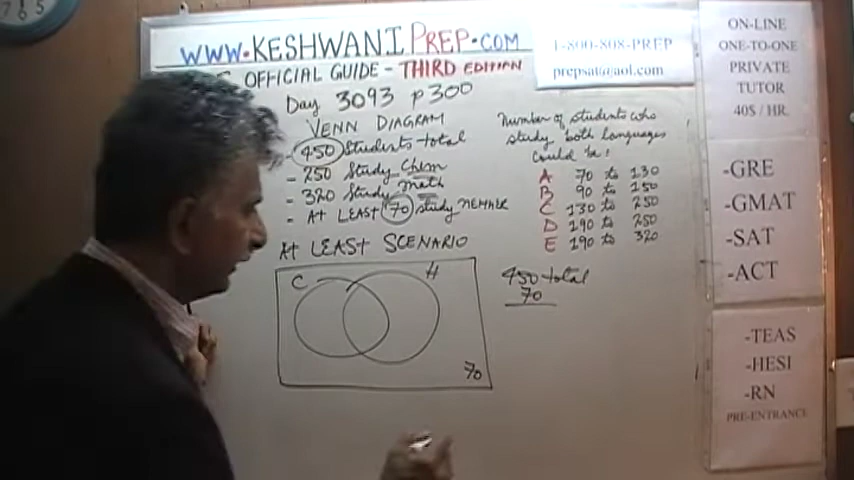 7 6 5
WWW.KESHWANIPREP.COM
OFFICIAL GUIDE - THIRD EDITION
Day 3093 p300
VENN DIAGRAM
- 450 Students total
- 250 Study Chem
- 320 Study math
- At LEAST 70 study NEITHER
At LEAST SCENARIO
C
70
Number of students who
study both Languages
Could be:
A 70 to 130
B 90 to 150
C 130 to 250
D 190 to 250
E 190 to 320
450 total
70
1-800-808-PREP
prepsat@aol.com
ON-LINE
ONE-TO-ONE
PRIVATE
TUTOR
40$ / HR.
-GRE
-GMAT
-SAT
-ACT
-TEAS
-HESI
-RN
PRE-ENTRANCE